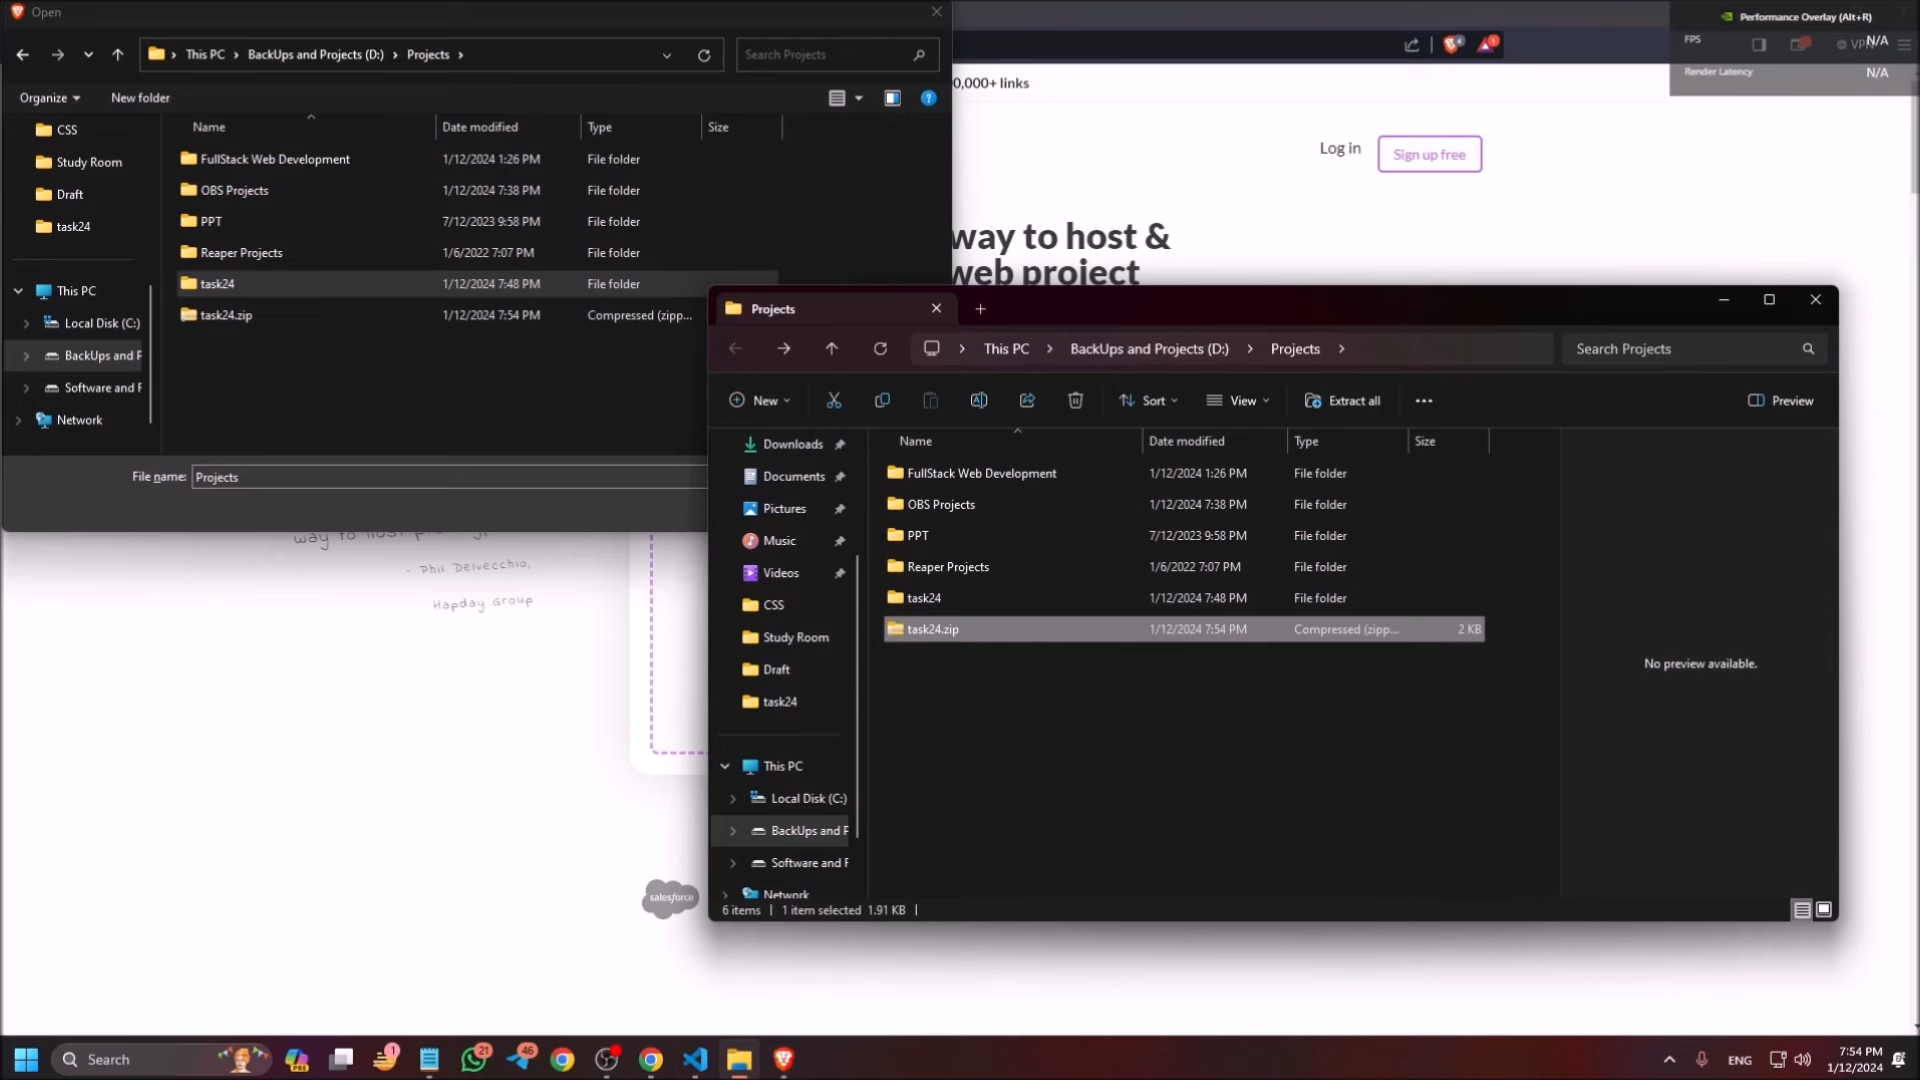 Open
This PC > BackUps and Projects (D:) > Projects >
Search Projects
Organize
New folder
Name
Date modified
Type
Size
CSS
Study Room
Draft
task24
This PC
Local Disk (C:)
BackUps and P
Software and F
Network
FullStack Web Development 1/12/2024 1:26 PM File folder
OBS Projects 1/12/2024 7:38 PM File folder
PPT 7/12/2023 9:58 PM File folder
Reaper Projects 1/6/2022 7:07 PM File folder
task24 1/12/2024 7:48 PM File folder
task24.zip 1/12/2024 7:54 PM Compressed (zipp...
File name: Projects
Performance Overlay (Alt+R)
FPS N/A
Render Latency N/A
VPN
4
1
0,000+ links
Log in
Sign up free
way to host &
web project
- Phil Delvecchio,
Hapday Group
salesforce
Projects
This PC > BackUps and Projects (D:) > Projects >
Search Projects
New
Sort
View
Extract all
Preview
Name
Date modified
Type
Size
Downloads
Documents
Pictures
Music
Videos
CSS
Study Room
Draft
task24
This PC
Local Disk (C:)
BackUps and P
Software and F
Network
FullStack Web Development 1/12/2024 1:26 PM File folder
OBS Projects 1/12/2024 7:38 PM File folder
PPT 7/12/2023 9:58 PM File folder
Reaper Projects 1/6/2022 7:07 PM File folder
task24 1/12/2024 7:48 PM File folder
task24.zip 1/12/2024 7:54 PM Compressed (zipp... 2 KB
No preview available.
6 items | 1 item selected 1.91 KB |
Search
PRE
1
21
46
ENG
7:54 PM
1/12/2024